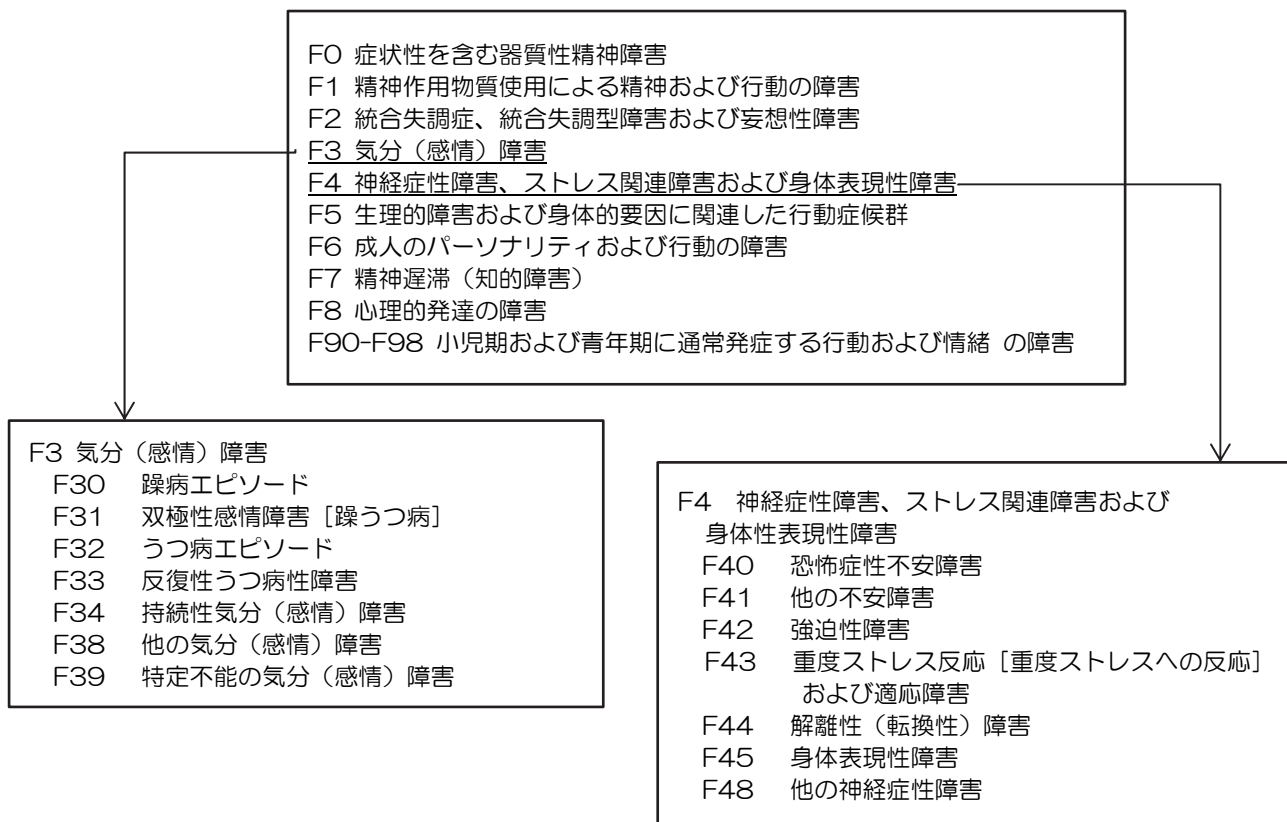 F0 症状性を含む器質性精神障害
F1 精神作用物質使用による精神および行動の障害
F2 統合失調症、統合失調型障害および妄想性障害
F3 気分（感情）障害
F4 神経症性障害、ストレス関連障害および身体表現性障害
F5 生理的障害および身体的要因に関連した行動症候群
F6 成人のパーソナリティおよび行動の障害
F7 精神遅滞（知的障害）
F8 心理的発達の障害
F90-F98 小児期および青年期に通常発症する行動および情緒 の障害
F3 気分（感情）障害
F30 躁病エピソード
F31 双極性感情障害［躁うつ病］
F32 うつ病エピソード
F33 反復性うつ病性障害
F34 持続性気分（感情）障害
F38 他の気分（感情）障害
F39 特定不能の気分（感情）障害
F4 神経症性障害、ストレス関連障害および
身体性表現性障害
F40 恐怖症性不安障害
F41 他の不安障害
F42 強迫性障害
F43 重度ストレス反応［重度ストレスへの反応］
および適応障害
F44 解離性（転換性）障害
F45 身体表現性障害
F48 他の神経症性障害